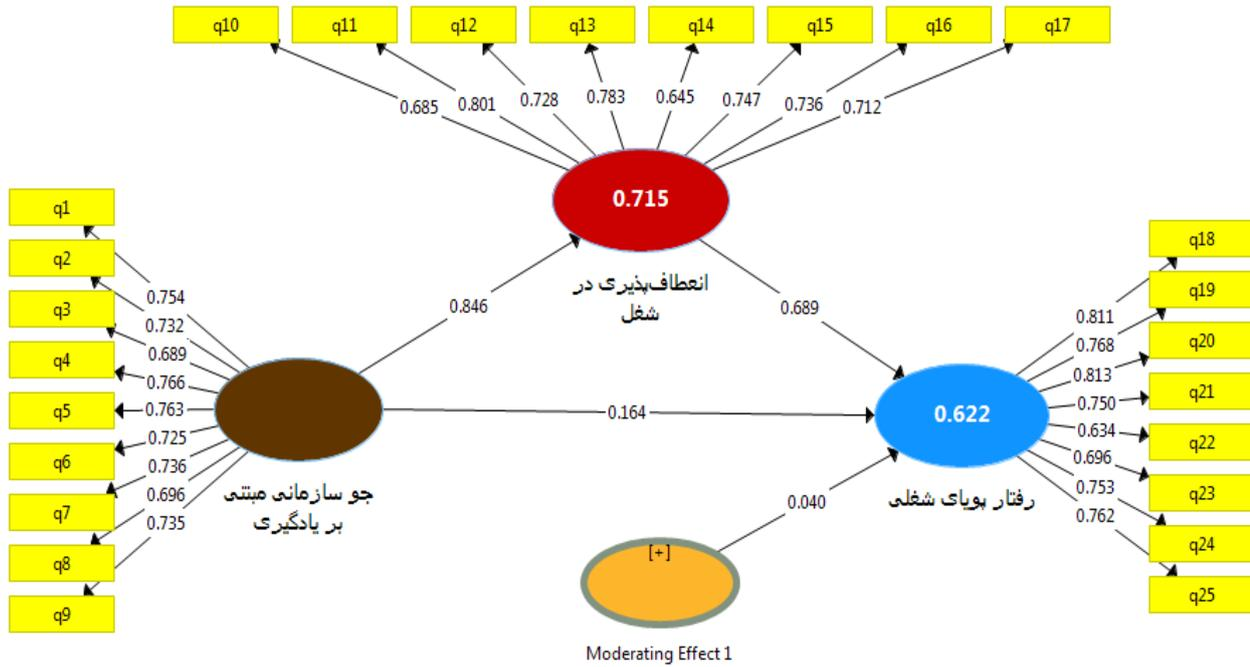 q10 q11 q12 q13 q14 q15 q16 q17
0.685 0.801 0.728 0.783 0.645 0.747 0.736 0.712
0.715
انعطاف‌پذیری در
شغل
q1
q2
q3
q4
q5
q6
q7
q8
q9
0.754
0.732
0.689
0.766
0.763
0.725
0.736
0.696
0.735
جو سازمانی مبتنی
بر یادگیری
0.846
0.689
0.164
0.040
0.622
رفتار پویای شغلی
0.811
0.768
0.813
0.750
0.634
0.696
0.753
0.762
q18
q19
q20
q21
q22
q23
q24
q25
[+]
Moderating Effect 1